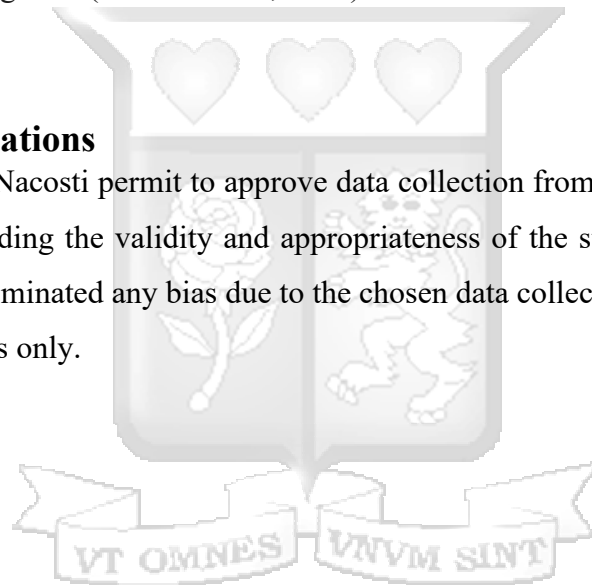 ations
Nacosti permit to approve data collection from
ding the validity and appropriateness of the s
minated any bias due to the chosen data collec
s only.
VT OMNES VNVM SINT